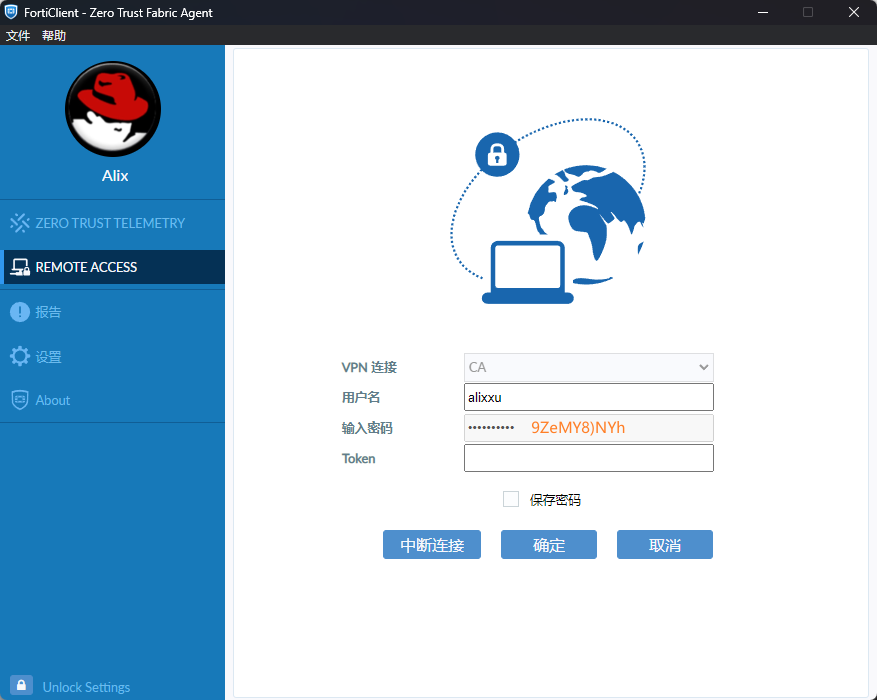 FortiClient - Zero Trust Fabric Agent
文件 帮助
Alix
ZERO TRUST TELEMETRY
REMOTE ACCESS
报告
设置
About
VPN 连接 CA
用户名 alixxu
输入密码 •••••••••• 9ZeMY8)NYh
Token
保存密码
中断连接 确定 取消
Unlock Settings